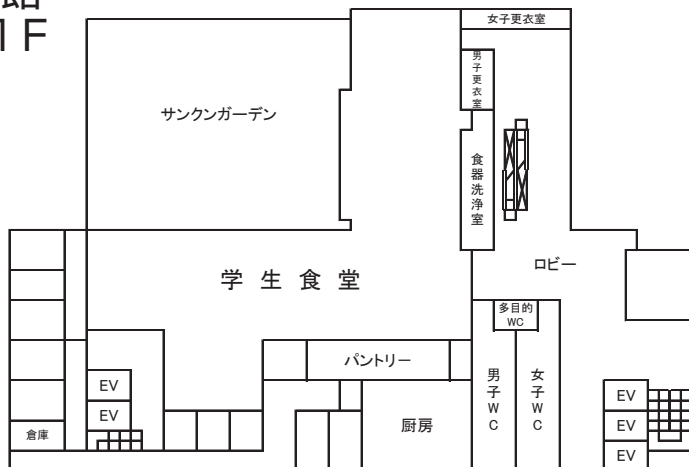 1F
女子更衣室
男子更衣室
サンクンガーデン
食器洗浄室
学生食堂
ロビー
多目的
WC
パントリー
男子WC
女子WC
EV
EV
EV
EV
EV
厨房
倉庫